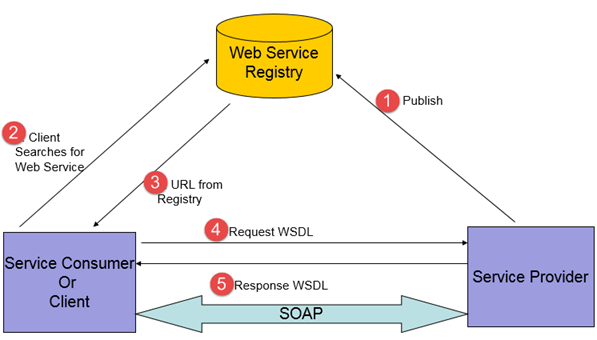 Web Service
Registry
1 Publish
2 Client
Searches for
Web Service
3 URL from
Registry
4 Request WSDL
Service Consumer
Or
Client
Service Provider
5 Response WSDL
SOAP